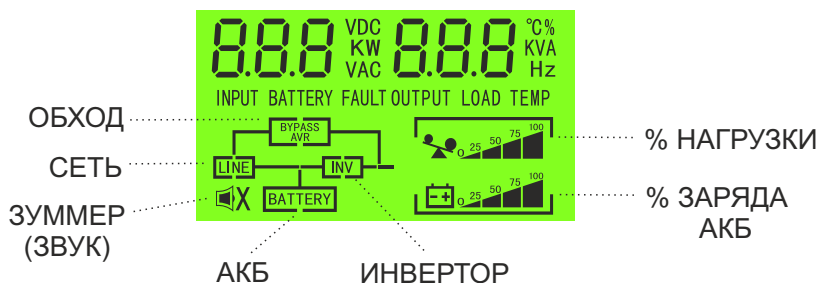 8.8.8 VDC KW VAC 8.8.8 °C% KVA Hz
INPUT BATTERY FAULT OUTPUT LOAD TEMP
ОБХОД
BYPASS
AVR
0 25 50 75 100
% НАГРУЗКИ
СЕТЬ
LINE
INV
ЗУММЕР
(ЗВУК)
X
BATTERY
- +
0 25 50 75 100
% ЗАРЯДА
АКБ
АКБ
ИНВЕРТОР